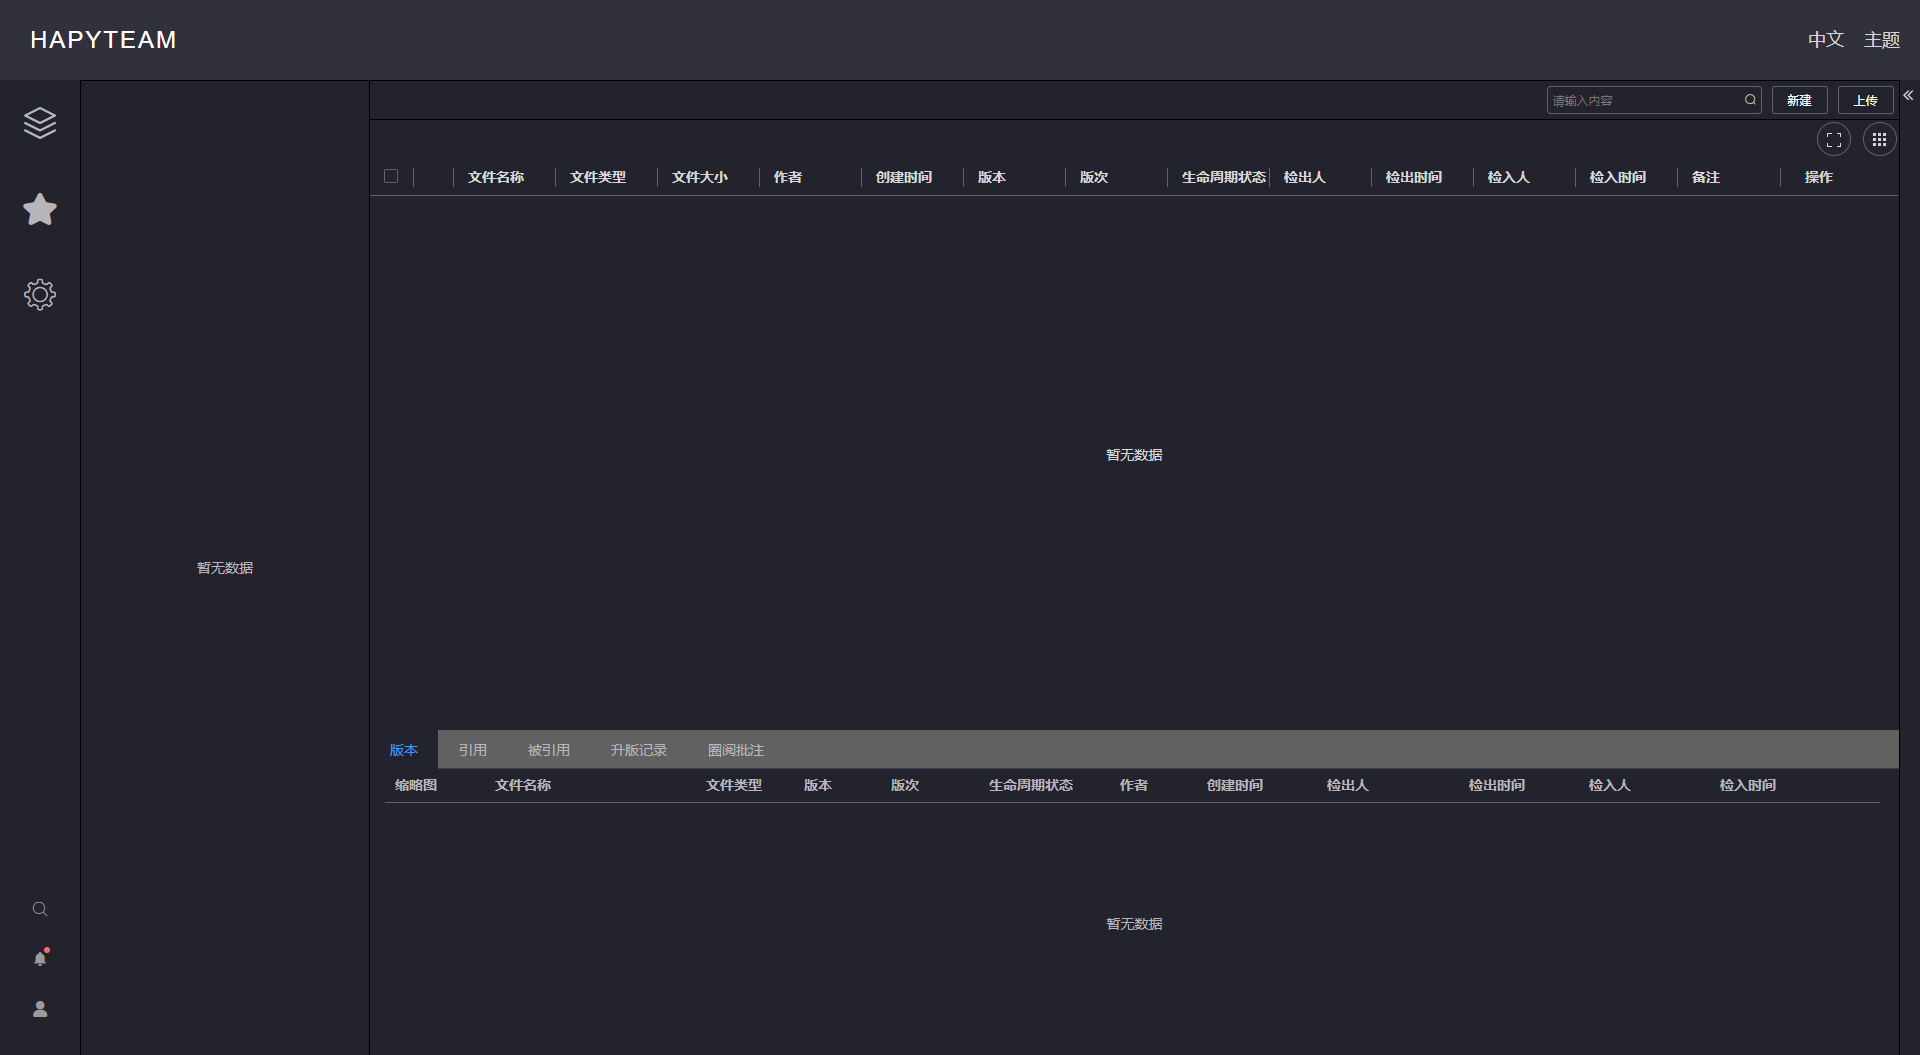 HAPYTEAM
中文 主题
请输入内容 新建 上传
文件名称 文件类型 文件大小 作者 创建时间 版本 版次 生命周期状态 检出人 检出时间 检入人 检入时间 备注 操作
暂无数据
暂无数据
版本 引用 被引用 升版记录 圈阅批注
缩略图 文件名称 文件类型 版本 版次 生命周期状态 作者 创建时间 检出人 检出时间 检入人 检入时间
暂无数据